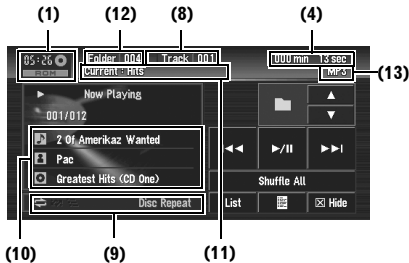 (1) (12) (8) (4)
05:26 Folder 004 Track 001 000 min 13 sec
ROM Current : Hits MP3
(13)
Now Playing
001/012
2 Of Amerikaz Wanted
Pac
Greatest Hits (CD One)
Shuffle All
Disc Repeat List Hide
(10) (9) (11)